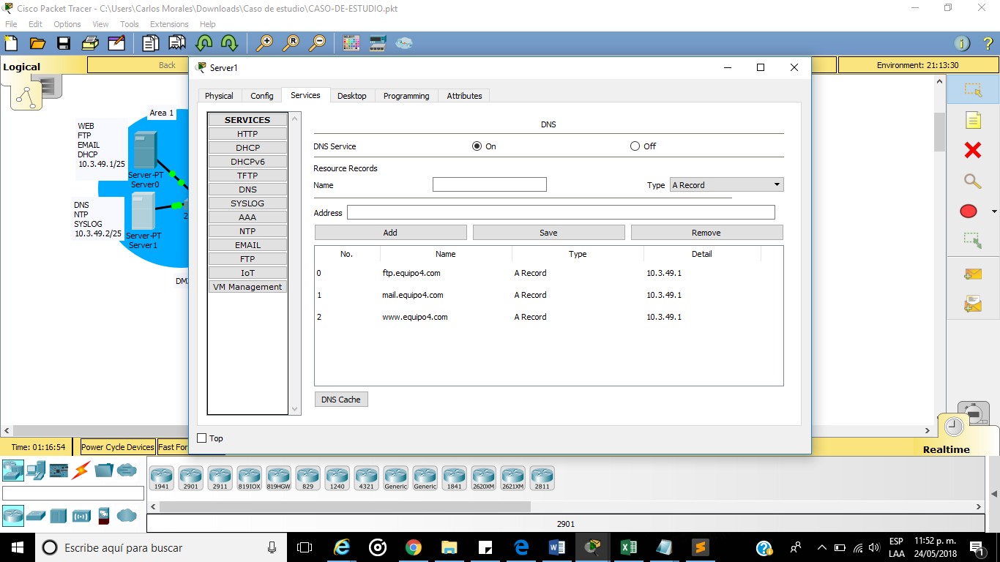 Cisco Packet Tracer - C:\Users\Carlos Morales\Downloads\Caso de estudio\CASO-DE-ESTUDIO.pkt
File Edit Options View Tools Extensions Help
Logical
Back
Environment: 21:13:30
Area 1
WEB
FTP
EMAIL
DHCP
10.3.49.1/25
Server-PT
Server0
DNS
NTP
SYSLOG
10.3.49.2/25
Server-PT
Server1
2
DM
Server1
Physical Config Services Desktop Programming Attributes
SERVICES
HTTP
DHCP
DHCPv6
TFTP
DNS
SYSLOG
AAA
NTP
EMAIL
FTP
IoT
VM Management
DNS
DNS Service On Off
Resource Records
Name Type A Record
Address
Add Save Remove
No. Name Type Detail
0 ftp.equipo4.com A Record 10.3.49.1
1 mail.equipo4.com A Record 10.3.49.1
2 www.equipo4.com A Record 10.3.49.1
DNS Cache
Top
Time: 01:16:54 Power Cycle Devices Fast For
Realtime
1941 2901 2911 819IOX 819HGW 829 1240 4321 Generic Generic 1841 2620XM 2621XM 2811
2901
Escribe aquí para buscar
ESP
LAA
11:52 p. m.
24/05/2018
1